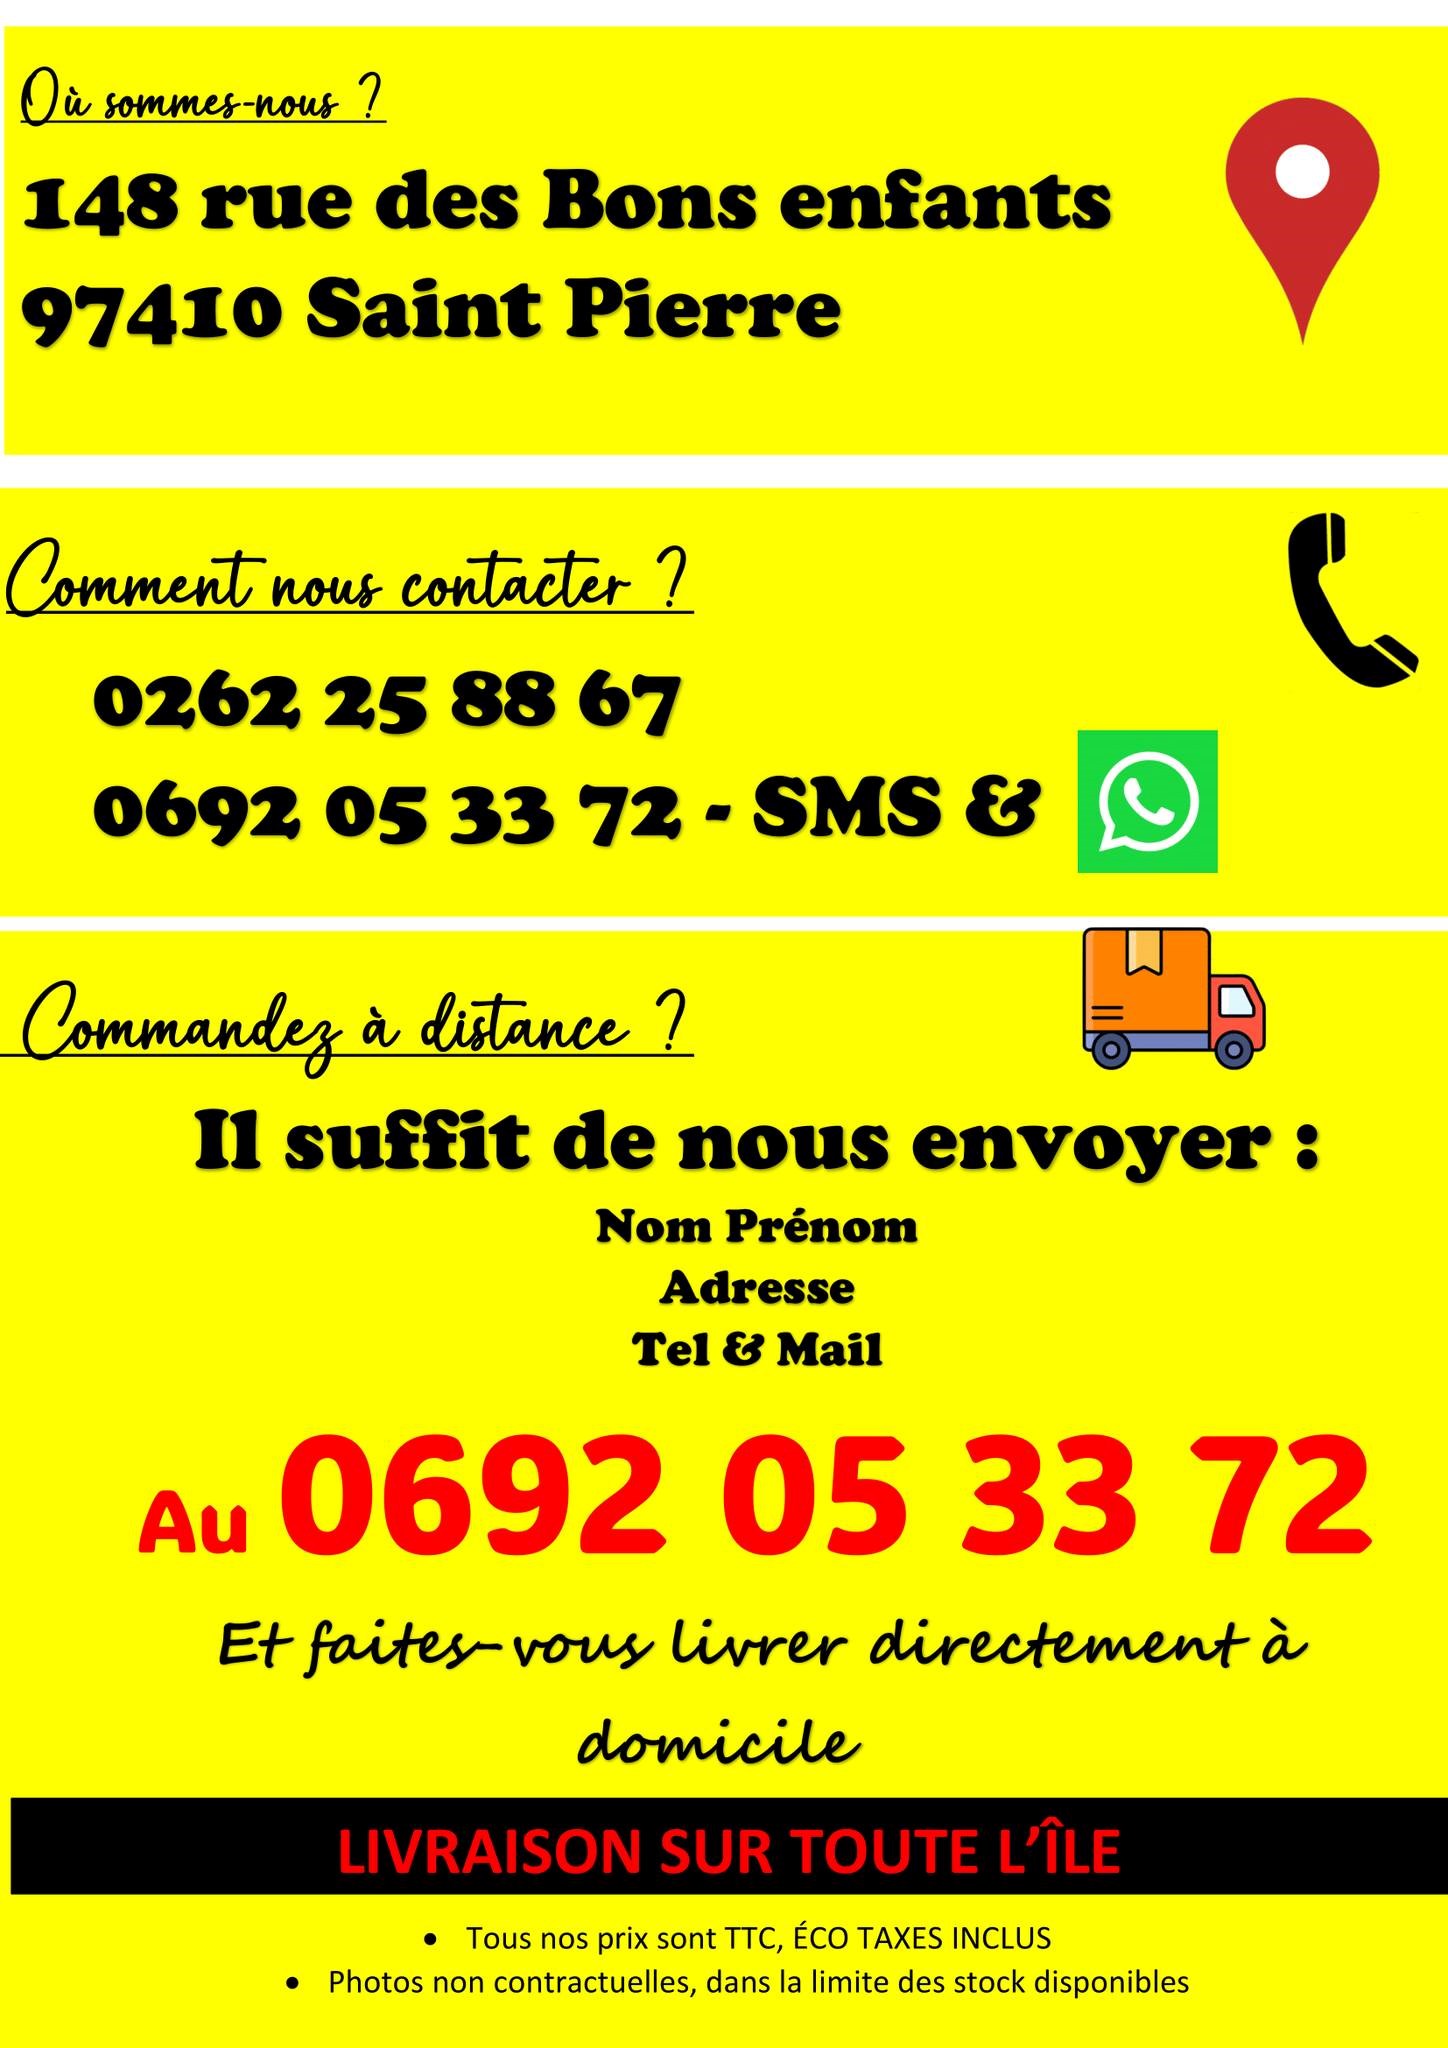 Où sommes-nous ?
148 rue des Bons enfants
97410 Saint Pierre
Comment nous contacter ?
0262 25 88 67
0692 05 33 72 - SMS &
Commandez à distance ?
Il suffit de nous envoyer :
Nom Prénom
Adresse
Tel & Mail
Au 0692 05 33 72
Et faites-vous livrer directement à
domicile
LIVRAISON SUR TOUTE L'ÎLE
• Tous nos prix sont TTC, ÉCO TAXES INCLUS
• Photos non contractuelles, dans la limite des stock disponibles